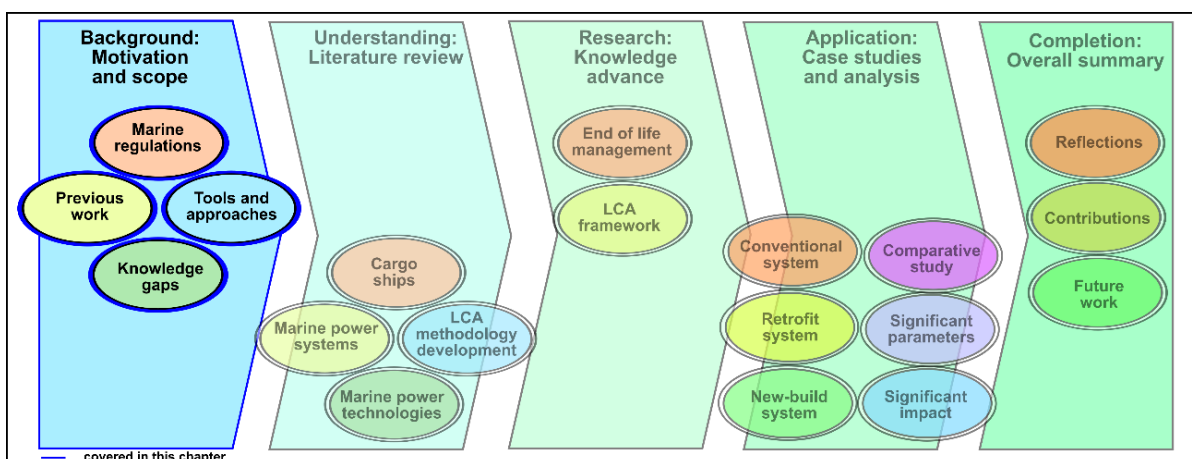 Background:
Motivation
and scope
Marine
regulations
Previous
work
Tools and
approaches
Knowledge
gaps
Understanding:
Literature review
Cargo
ships
Marine power
systems
LCA
methodology
development
Marine power
technologies
Research:
Knowledge
advance
End of life
management
LCA
framework
Application:
Case studies
and analysis
Conventional
system
Comparative
study
Retrofit
system
Significant
parameters
New-build
system
Significant
impact
Completion:
Overall summary
Reflections
Contributions
Future
work
covered in this chapter